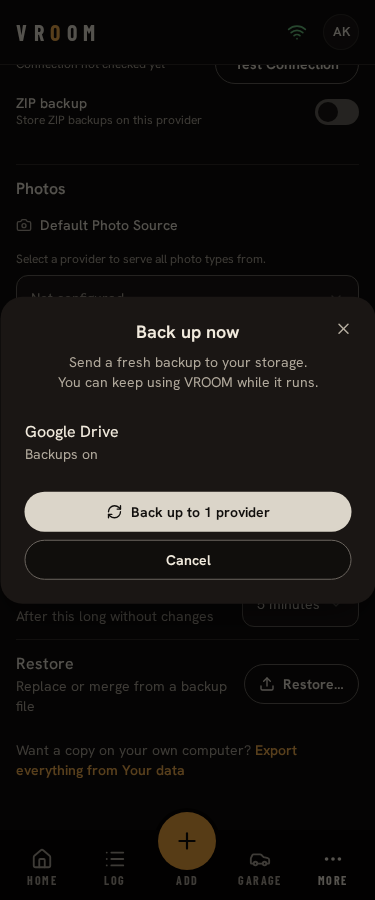 VROOM
AK
Connection not checked yet
Test Connection
ZIP backup
Store ZIP backups on this provider
Photos
Default Photo Source
Select a provider to serve all photo types from.
Not configured
Back up now
Send a fresh backup to your storage.
You can keep using VROOM while it runs.
Google Drive
Backups on
Back up to 1 provider
Cancel
After this long without changes
5 minutes
Restore
Replace or merge from a backup
file
Restore...
Want a copy on your own computer? Export
everything from Your data
HOME
LOG
ADD
GARAGE
MORE